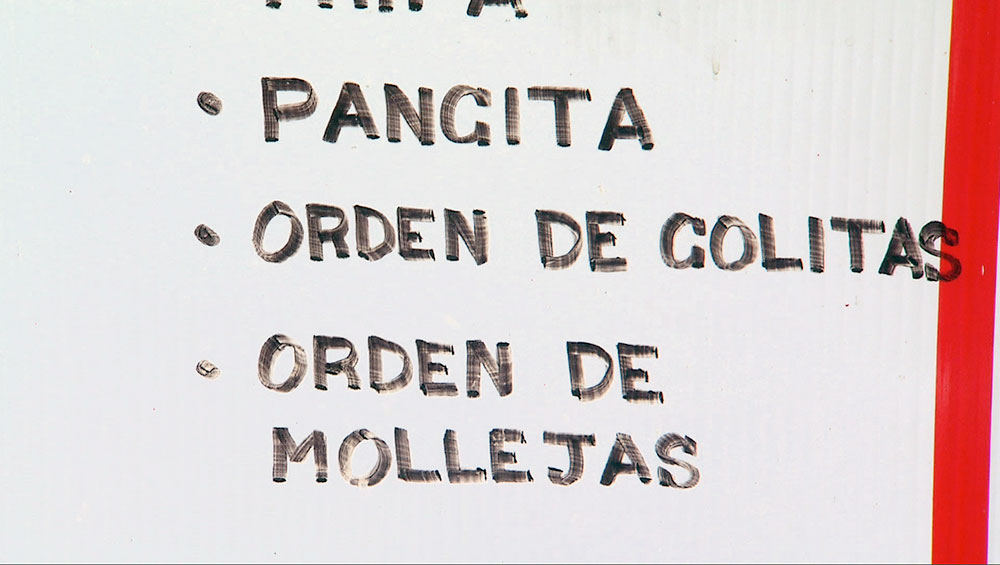 • PANCITA
• ORDEN DE COLITAS
• ORDEN DE
MOLLEJAS